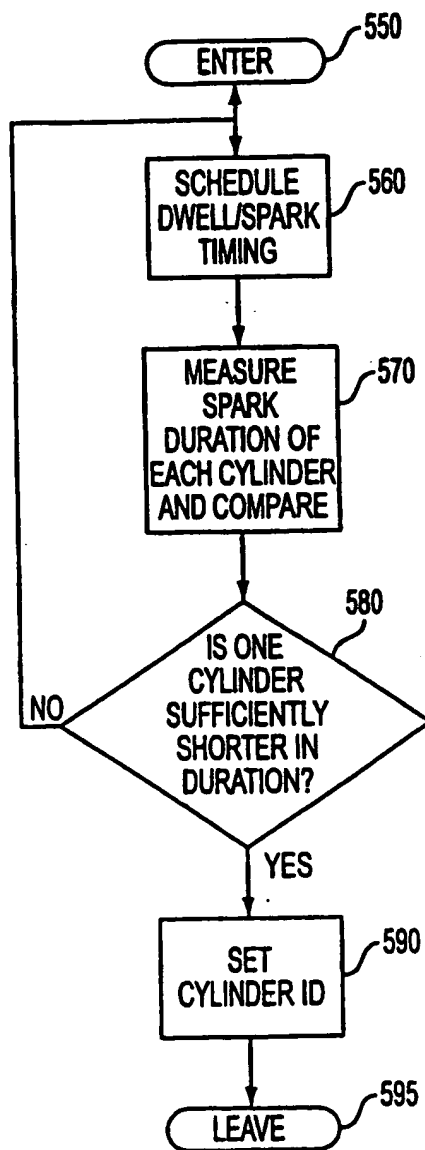 550
ENTER
560
SCHEDULE
DWELL/SPARK
TIMING
570
MEASURE
SPARK
DURATION OF
EACH CYLINDER
AND COMPARE
580
IS ONE
CYLINDER
SUFFICIENTLY
SHORTER IN
DURATION?
NO
YES
590
SET
CYLINDER ID
595
LEAVE